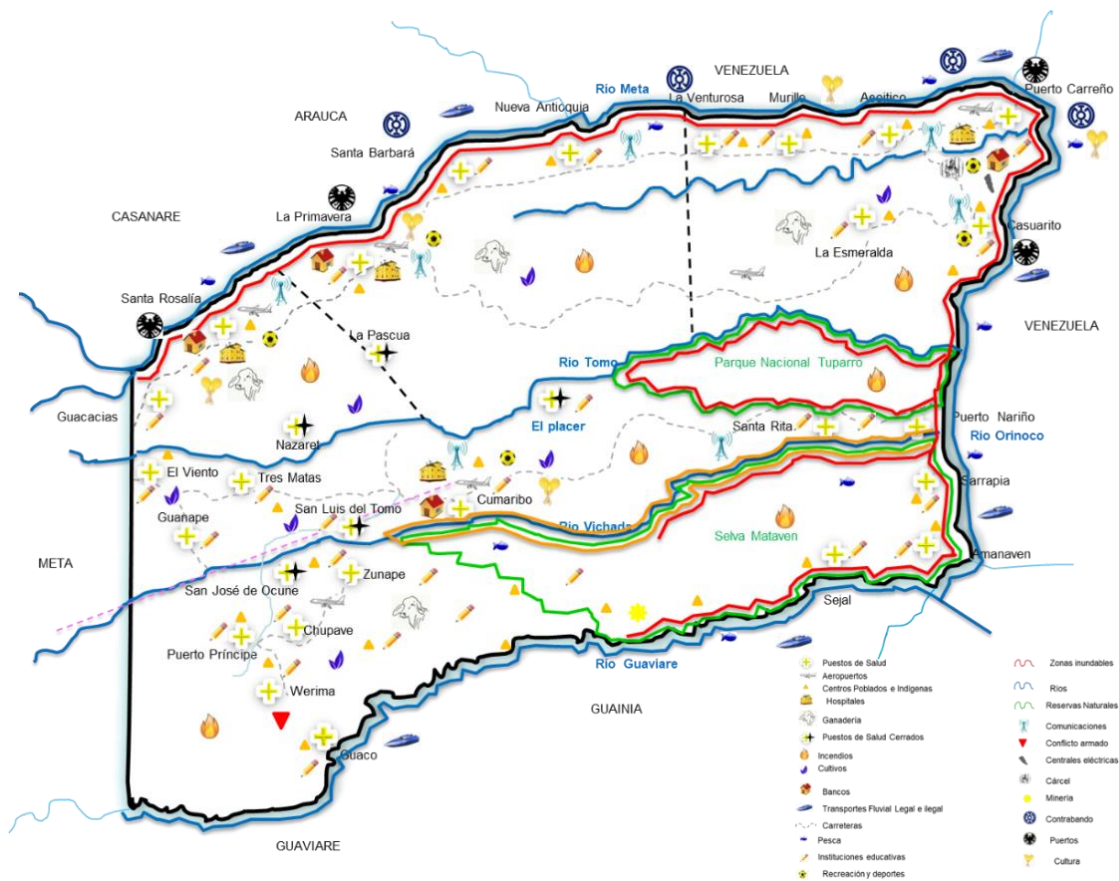 VENEZUELA
Rio Meta
La Venturosa
Murillo
Aceitico
Puerto Carreño
Nueva Antioquia
ARAUCA
Santa Barbará
CASANARE
La Primavera
Casuarito
La Esmeralda
Santa Rosalía
VENEZUELA
La Pascua
Rio Tomo
Parque Nacional Tuparro
Guacacias
El placer
Santa Rita
Puerto Nariño
Nazaret
Rio Orinoco
El Viento
Tres Matas
Cumaribo
Sarrapia
San Luis del Tomo
Guanape
Rio Vichada
Selva Mataven
META
Amanaven
San José de Ocune
Zunape
Sejal
Chupave
Puerto Príncipe
Río Guaviare
Werima
GUAINIA
Guaco
GUAVIARE
Puestos de Salud
Aeropuertos
Centros Poblados e Indígenas
Hospitales
Ganadería
Puestos de Salud Cerrados
Incendios
Cultivos
Bancos
Transportes Fluvial Legal e ilegal
Carreteras
Pesca
Instituciones educativas
Recreación y deportes
Zonas inundables
Ríos
Reservas Naturales
Comunicaciones
Conflicto armado
Centrales eléctricas
Cárcel
Minería
Contrabando
Puertos
Cultura